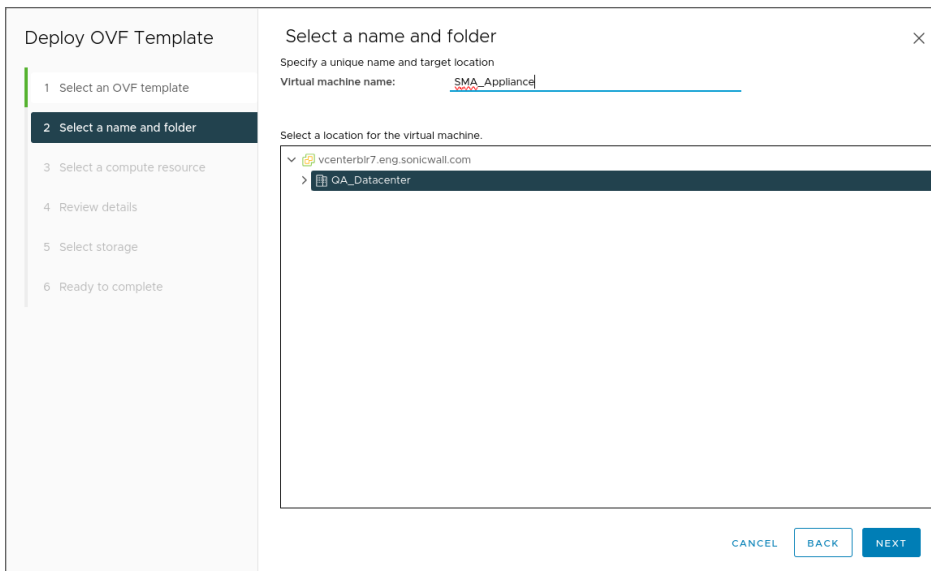 Deploy OVF Template
1 Select an OVF template
2 Select a name and folder
3 Select a compute resource
4 Review details
5 Select storage
6 Ready to complete
Select a name and folder
Specify a unique name and target location
Virtual machine name: SMA_Appliance
Select a location for the virtual machine.
vcenterblr7.eng.sonicwall.com
QA_Datacenter
CANCEL BACK NEXT